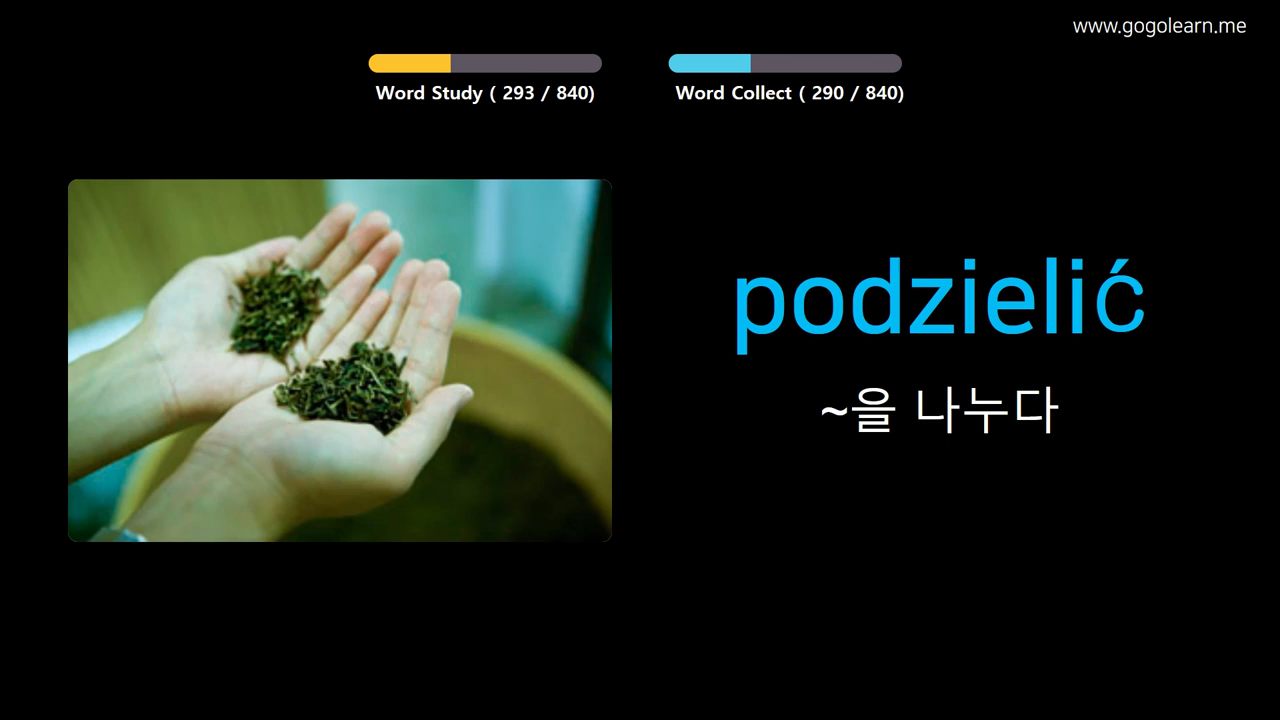 www.gogolearn.me
Word Study ( 293 / 840)
Word Collect ( 290 / 840)
podzielić
~을 나누다